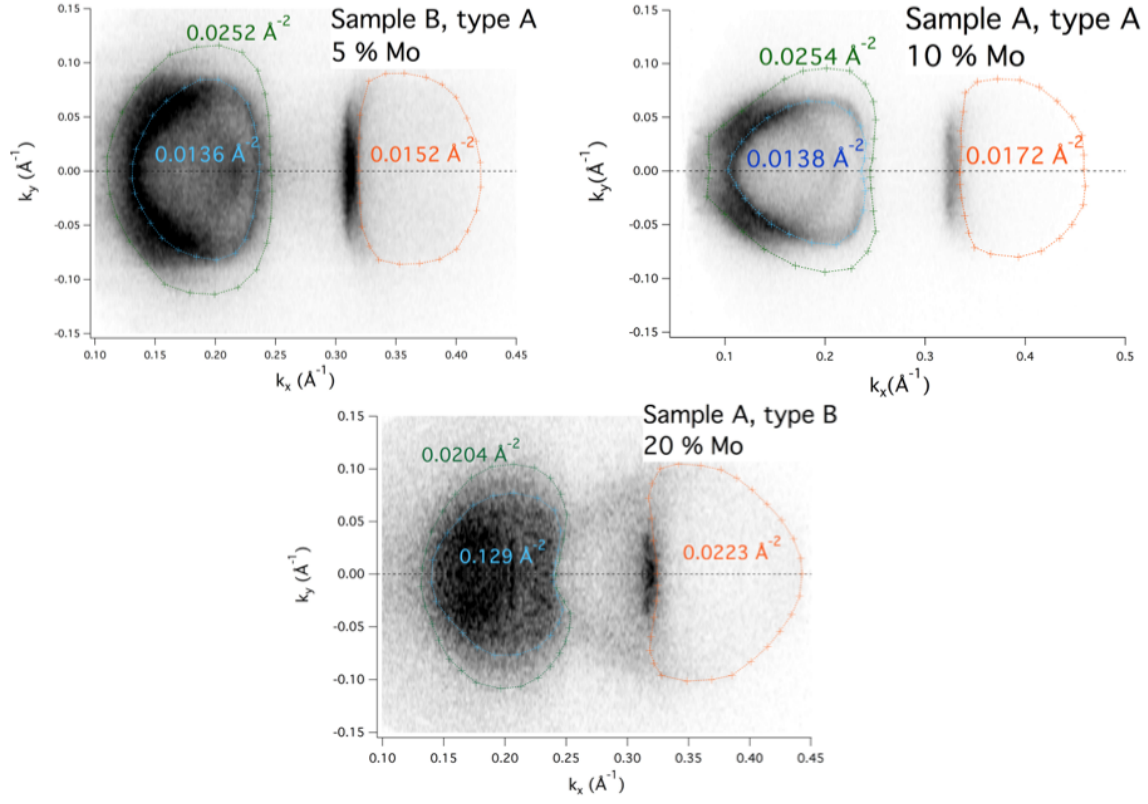 Sample B, type A
5 % Mo
0.0252 Å⁻²
0.0136 Å⁻²
0.0152 Å⁻²
0.15
0.10
0.05
0.00
-0.05
-0.10
-0.15
k_y (Å⁻¹)
0.10 0.15 0.20 0.25 0.30 0.35 0.40 0.45
k_x (Å⁻¹)
Sample A, type A
10 % Mo
0.0254 Å⁻²
0.0138 Å⁻²
0.0172 Å⁻²
0.15
0.10
0.05
0.00
-0.05
-0.10
-0.15
k_y(Å⁻¹)
0.1 0.2 0.3 0.4 0.5
k_x(Å⁻¹)
Sample A, type B
20 % Mo
0.0204 Å⁻²
0.129 Å⁻²
0.0223 Å⁻²
0.15
0.10
0.05
0.00
-0.05
-0.10
-0.15
k_y (Å⁻¹)
0.10 0.15 0.20 0.25 0.30 0.35 0.40 0.45
k_x (Å⁻¹)